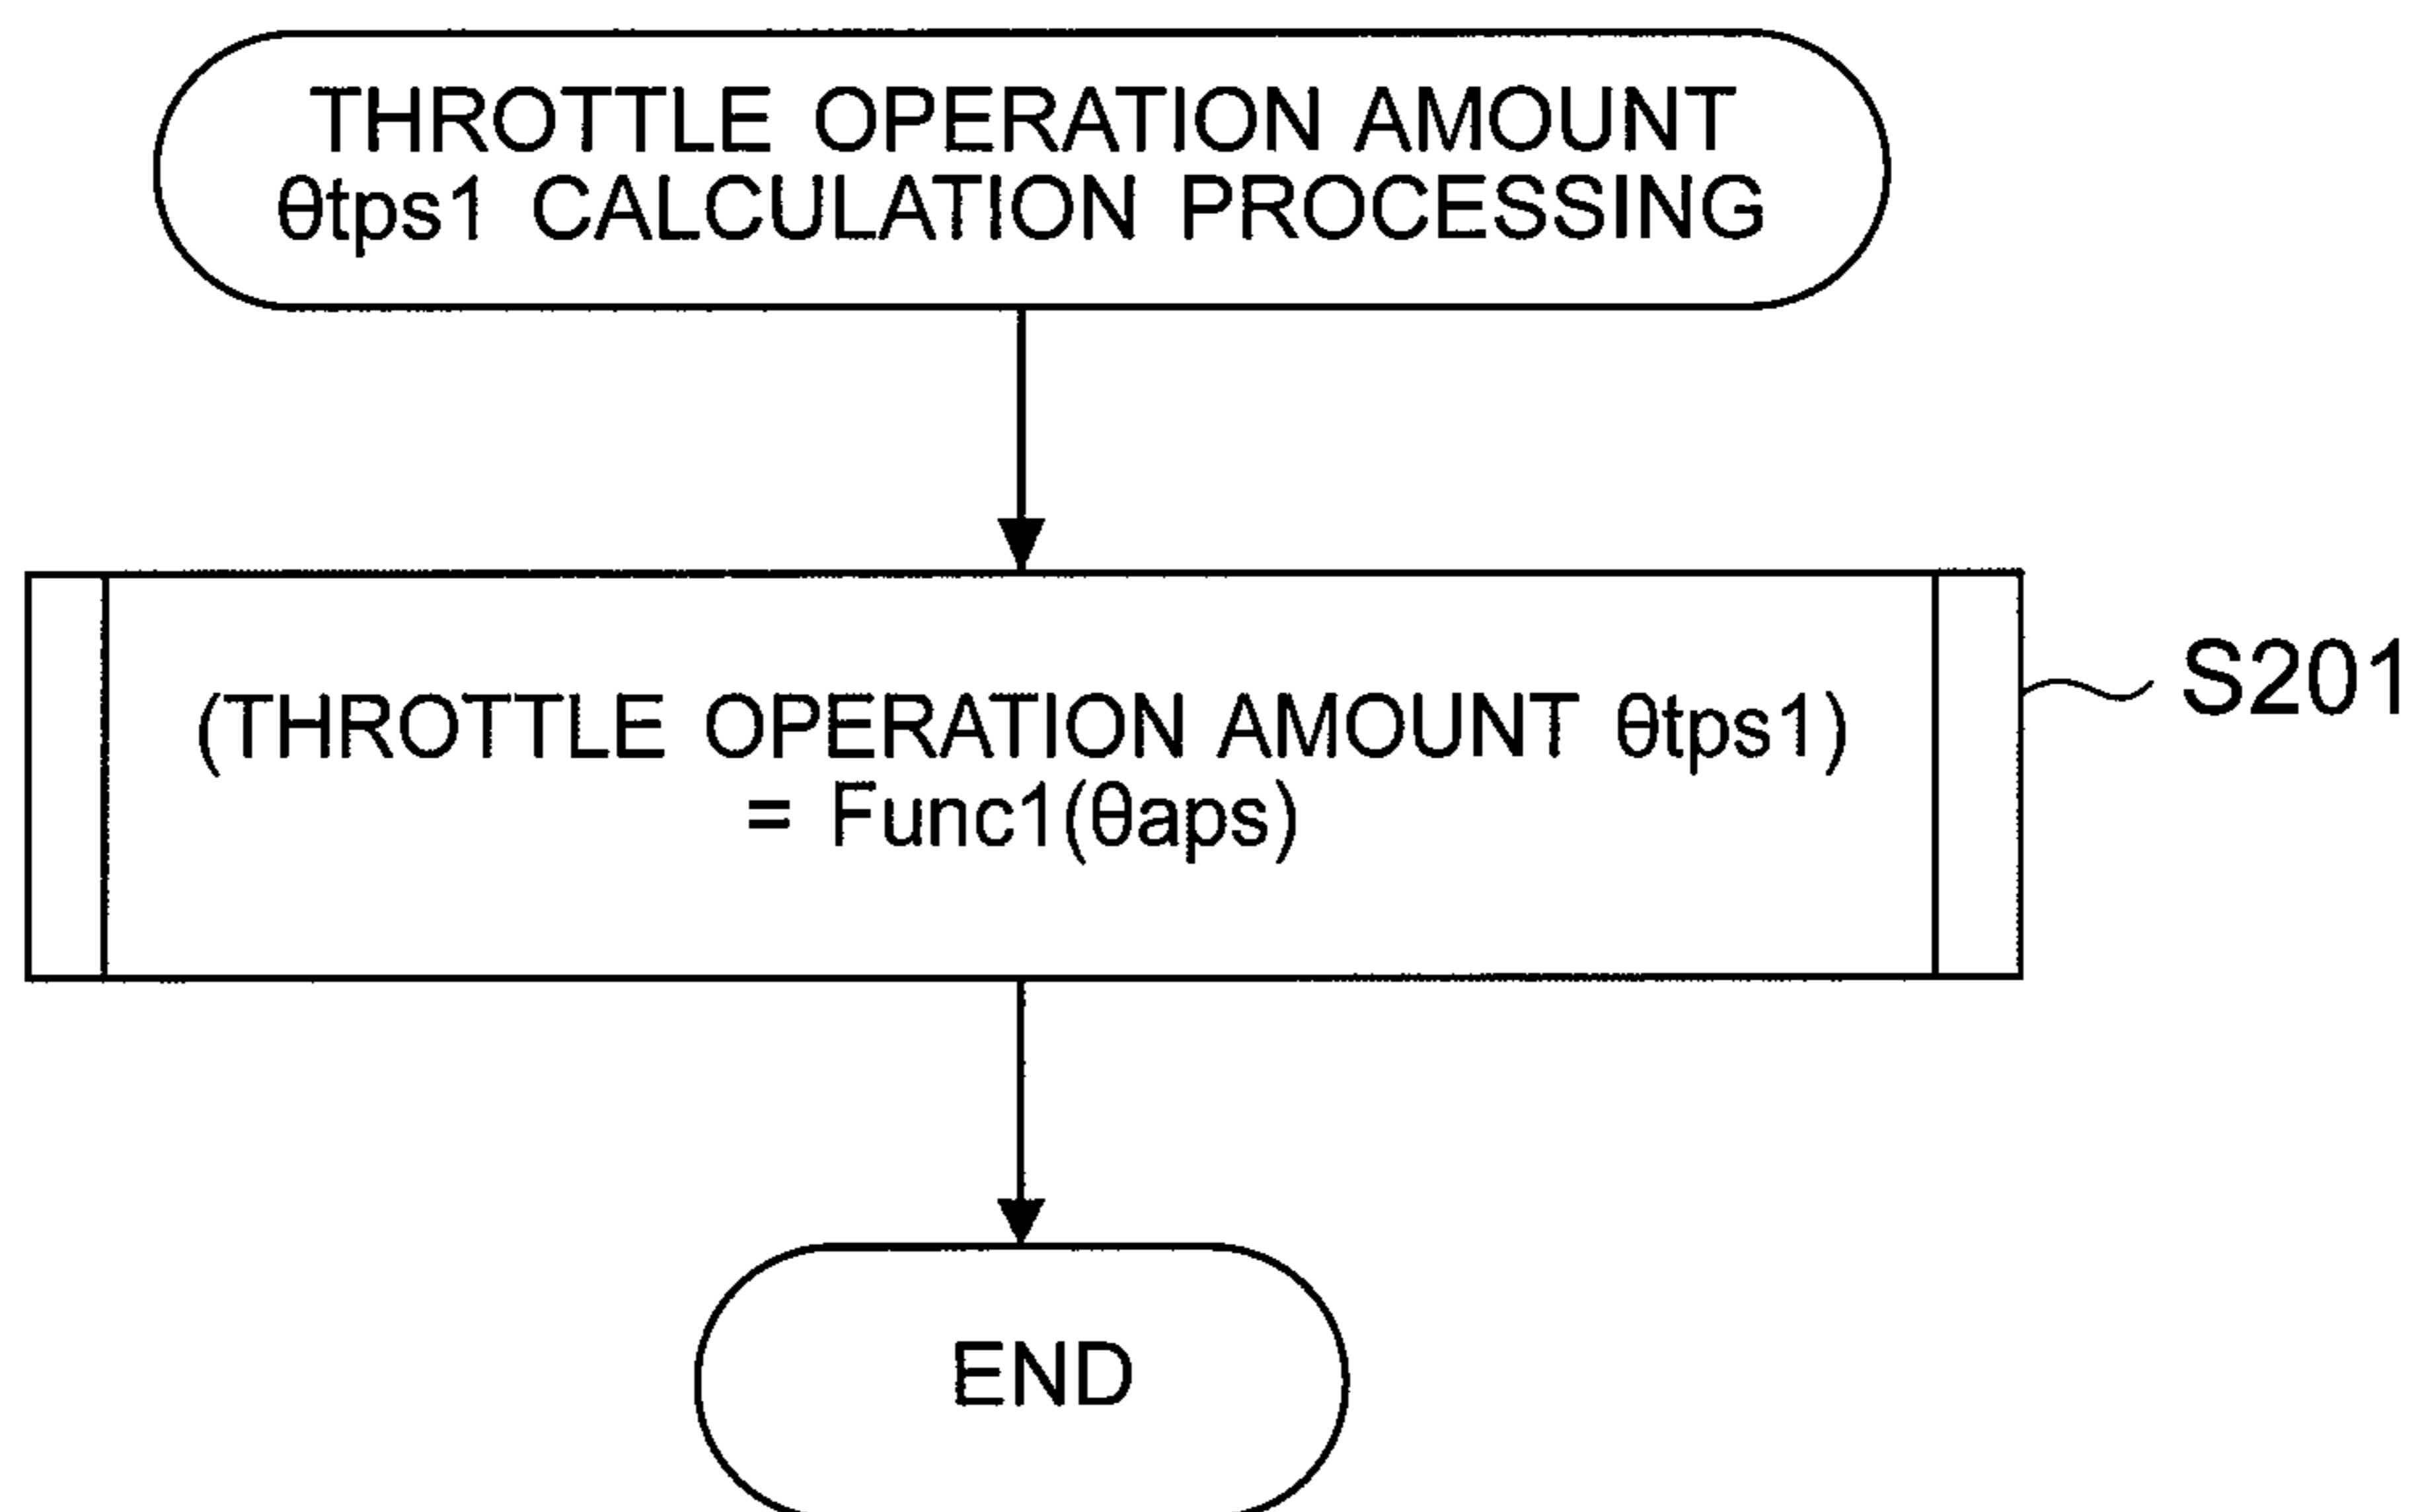 THROTTLE OPERATION AMOUNT
θtps1 CALCULATION PROCESSING
(THROTTLE OPERATION AMOUNT θtps1)
= Func1(θaps)
S201
END